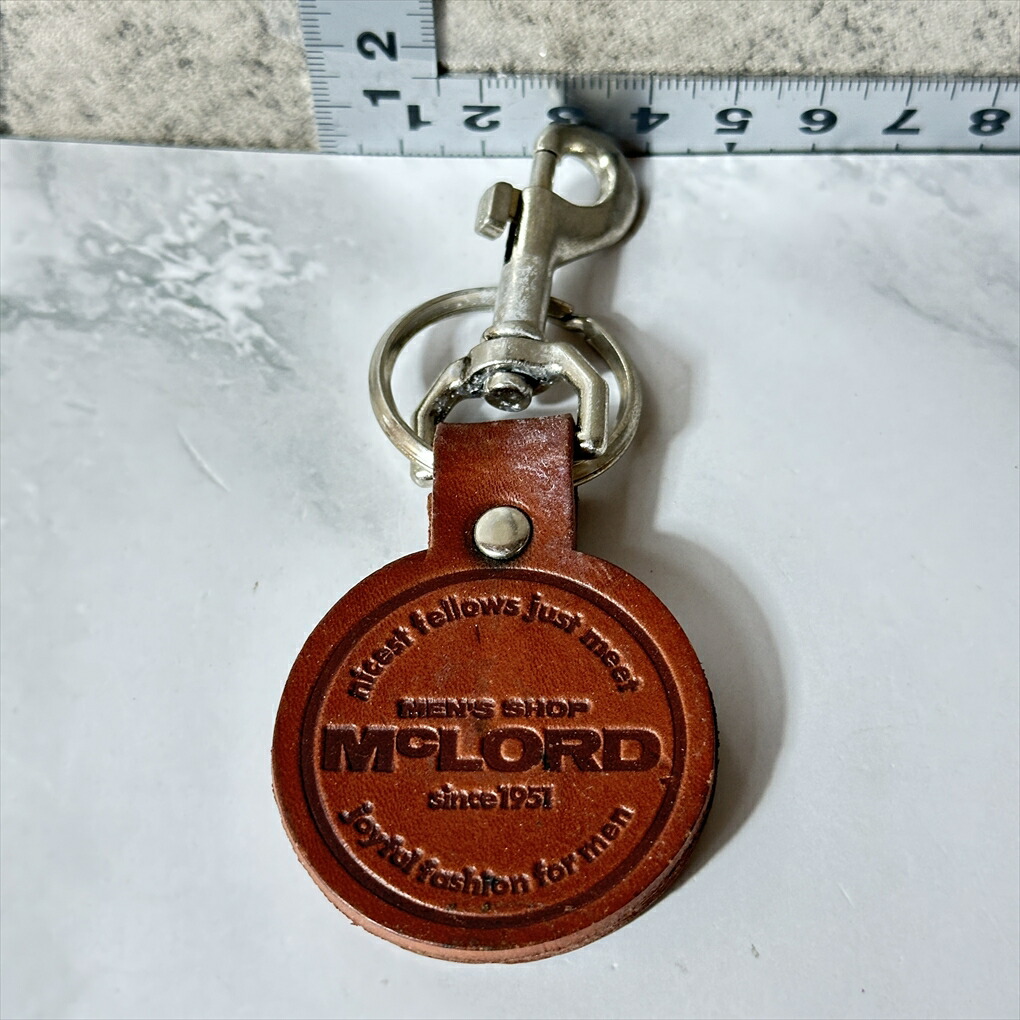 2
1
1 2 3 4 5 6 7 8
nicest fellows just meet
MEN'S SHOP
McLORD
since 1951
joyful fashion for men